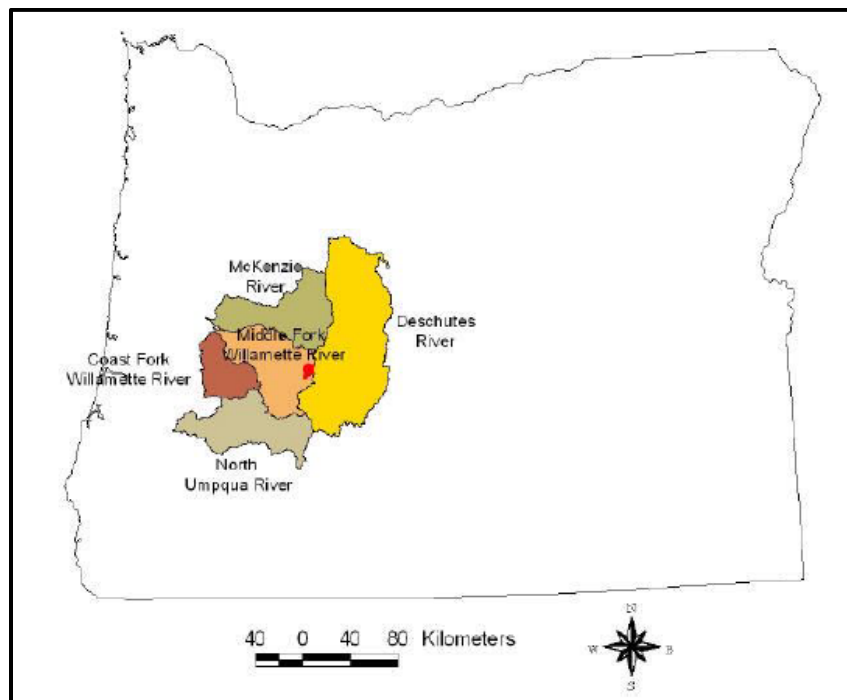 McKenzie
River
Deschutes
River
Middle Fork
Willamette River
Coast Fork
Willamette River
North
Umpqua River
40 0 40 80 Kilometers
N
W E
S